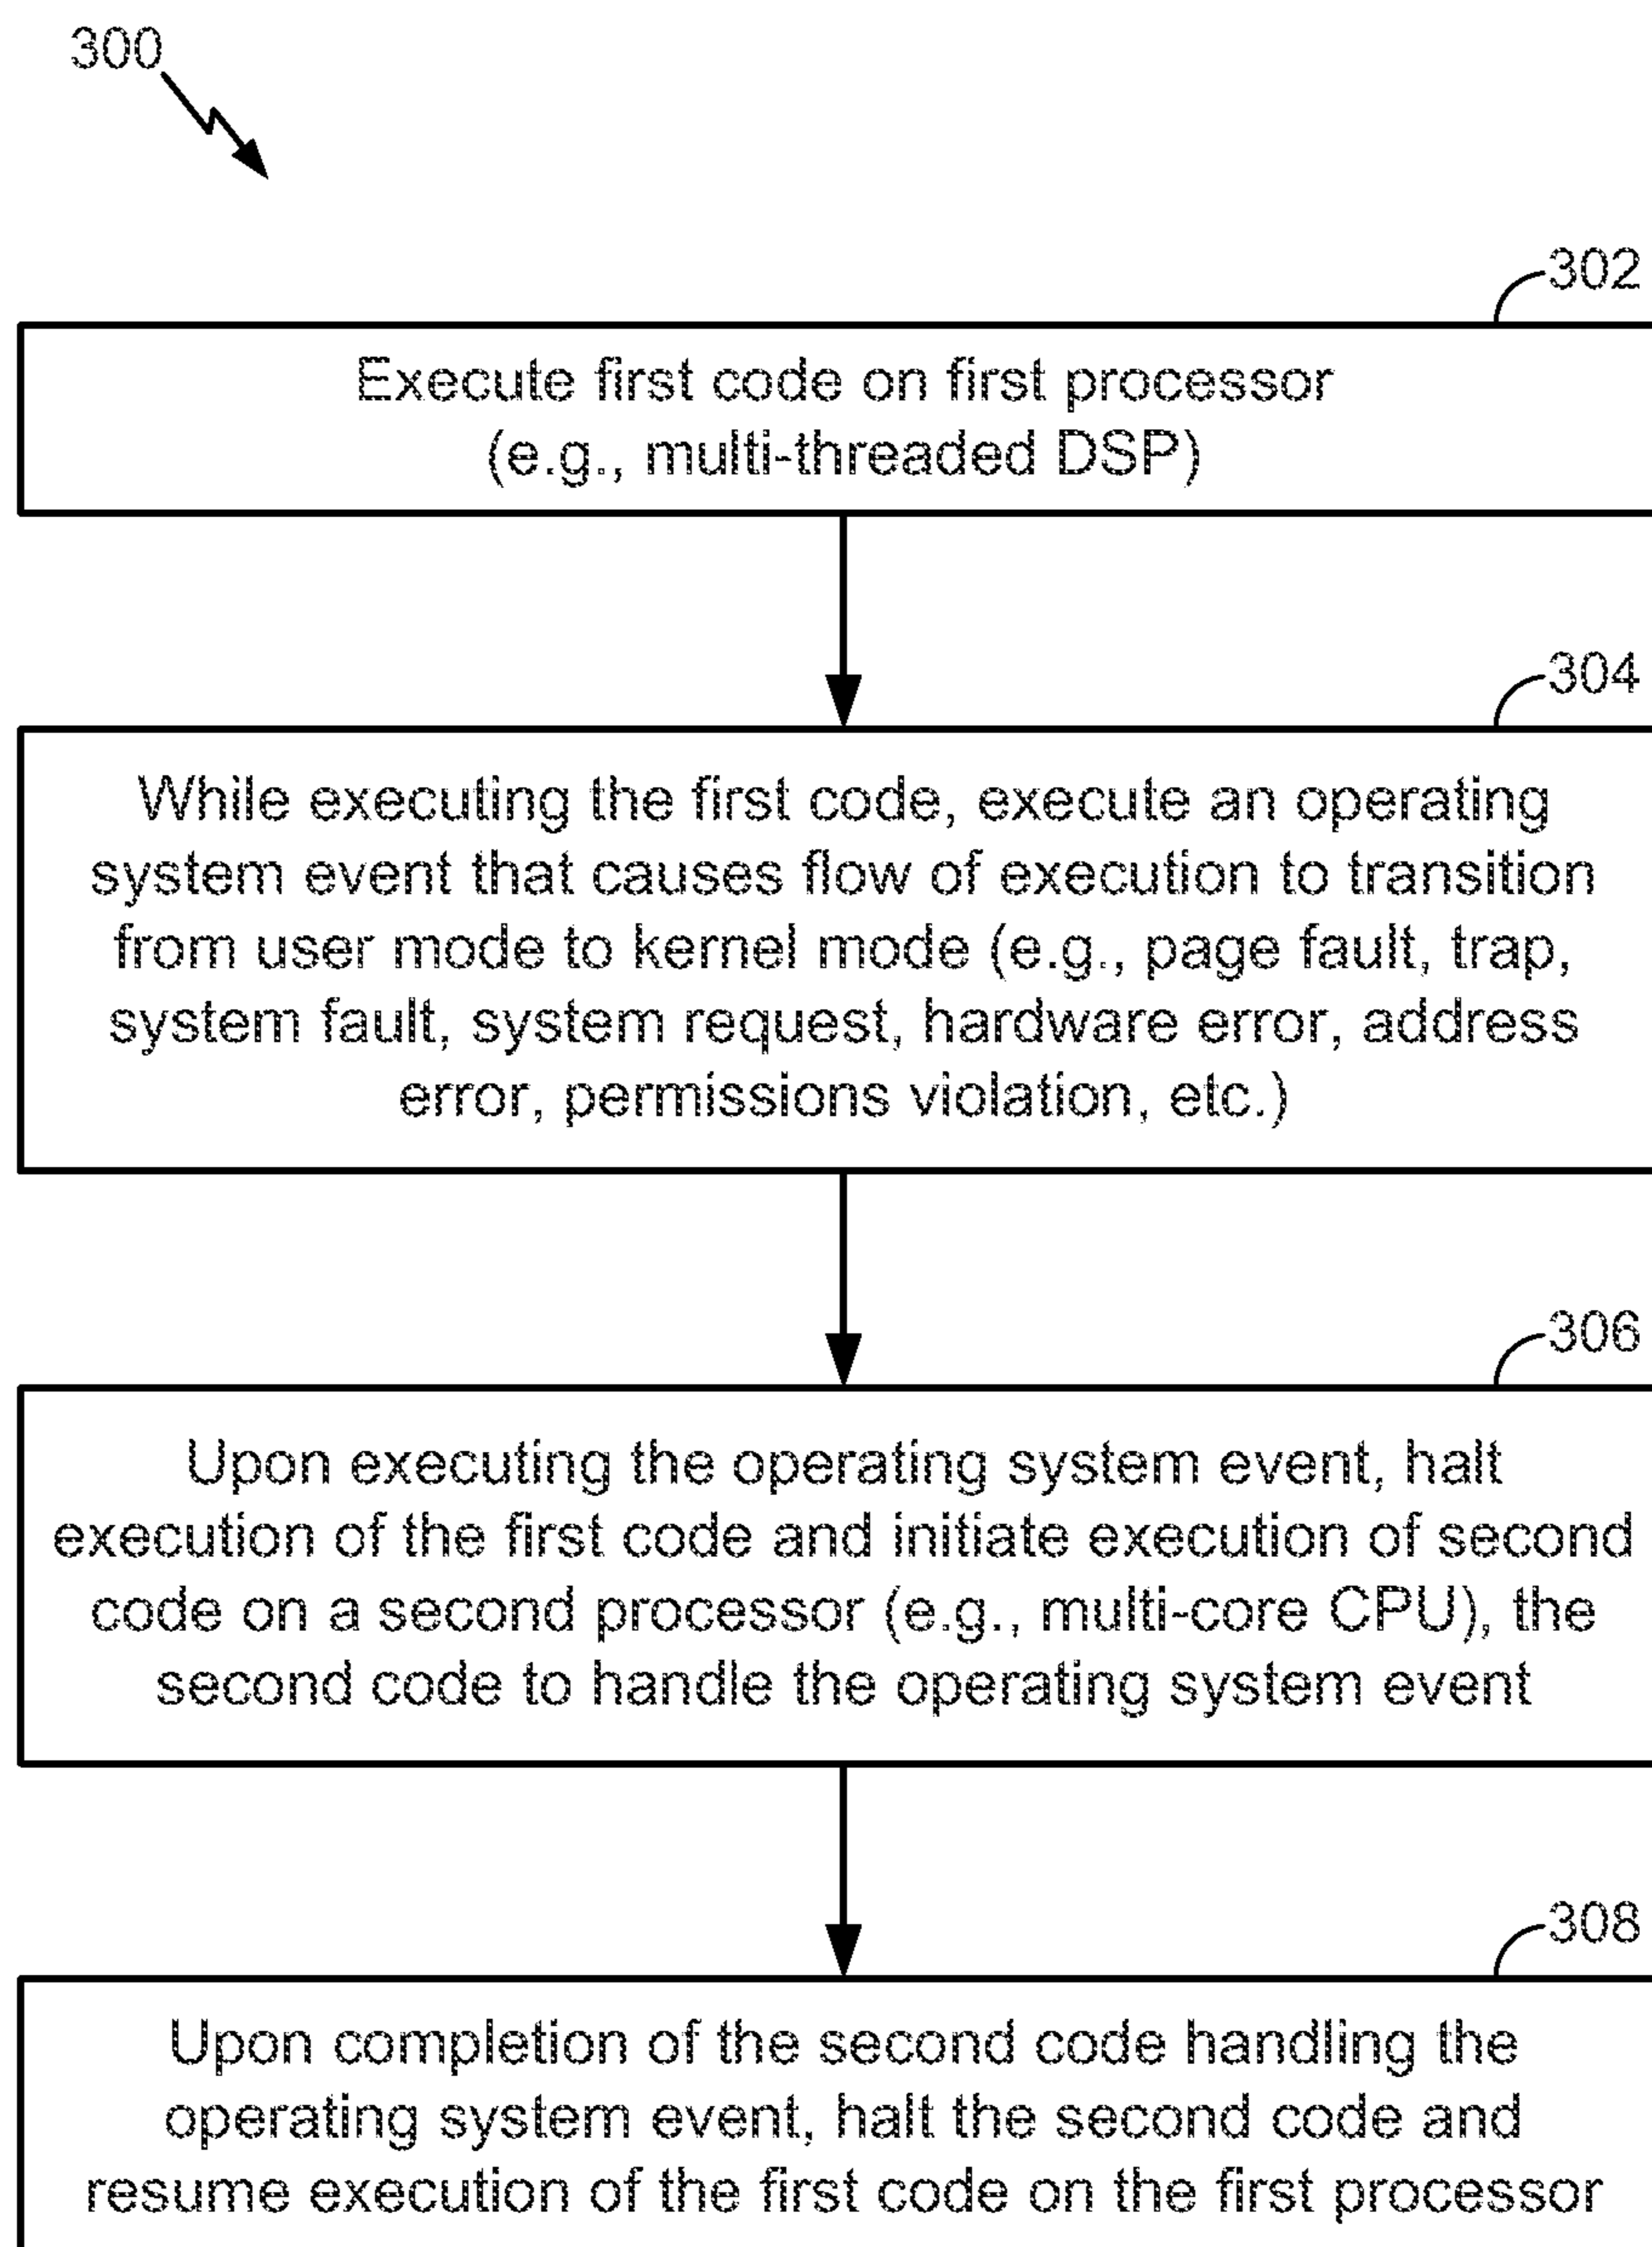 300
302
Execute first code on first processor
(e.g., multi-threaded DSP)
304
While executing the first code, execute an operating
system event that causes flow of execution to transition
from user mode to kernel mode (e.g., page fault, trap,
system fault, system request, hardware error, address
error, permissions violation, etc.)
306
Upon executing the operating system event, halt
execution of the first code and initiate execution of second
code on a second processor (e.g., multi-core CPU), the
second code to handle the operating system event
308
Upon completion of the second code handling the
operating system event, halt the second code and
resume execution of the first code on the first processor